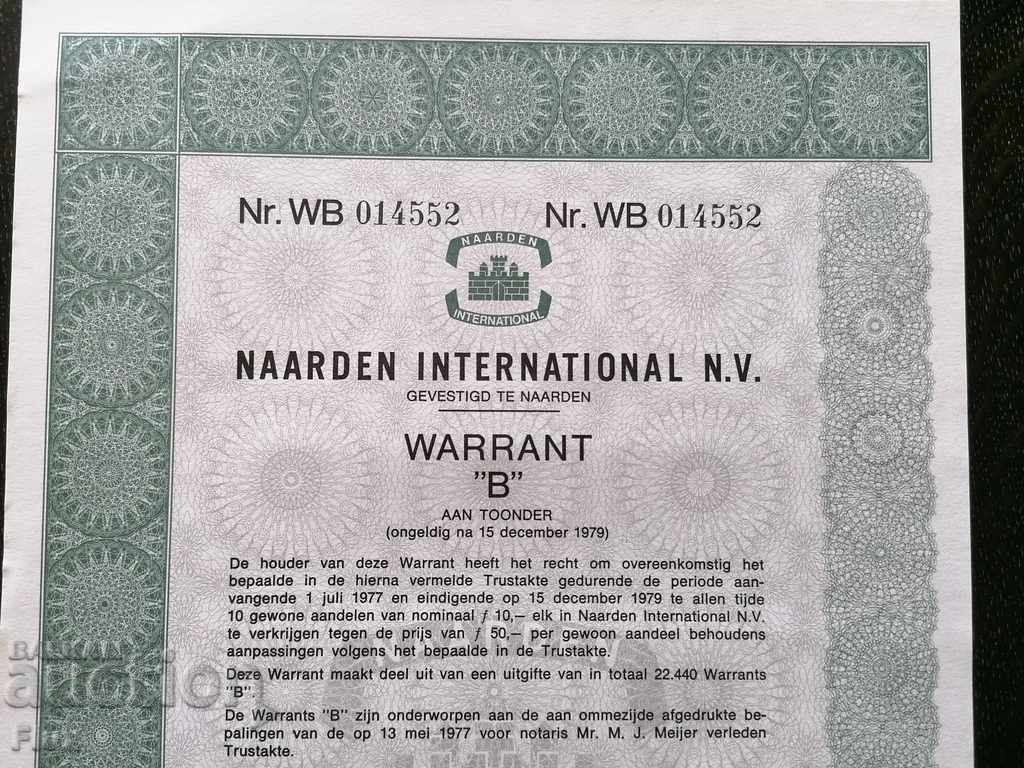 Nr. WB 014552 Nr. WB 014552
NAARDEN
INTERNATIONAL
NAARDEN INTERNATIONAL N.V.
GEVESTIGD TE NAARDEN
WARRANT
"B"
AAN TOONDER
(ongeldig na 15 december 1979)
De houder van deze Warrant heeft het recht om overeenkomstig het
bepaalde in de hierna vermelde Trustakte gedurende de periode aan-
vangende 1 juli 1977 en eindigende op 15 december 1979 te allen tijde
10 gewone aandelen van nominaal ƒ 10,— elk in Naarden International N.V.
te verkrijgen tegen de prijs van ƒ 50,— per gewoon aandeel behoudens
aanpassingen volgens het bepaalde in de Trustakte.
Deze Warrant maakt deel uit van een uitgifte van in totaal 22.440 Warrants
"B".
De Warrants "B" zijn onderworpen aan de aan ommezijde afgedrukte be-
palingen van de op 13 mei 1977 voor notaris Mr. M. J. Meijer verleden
Trustakte.
BALKAN
auction